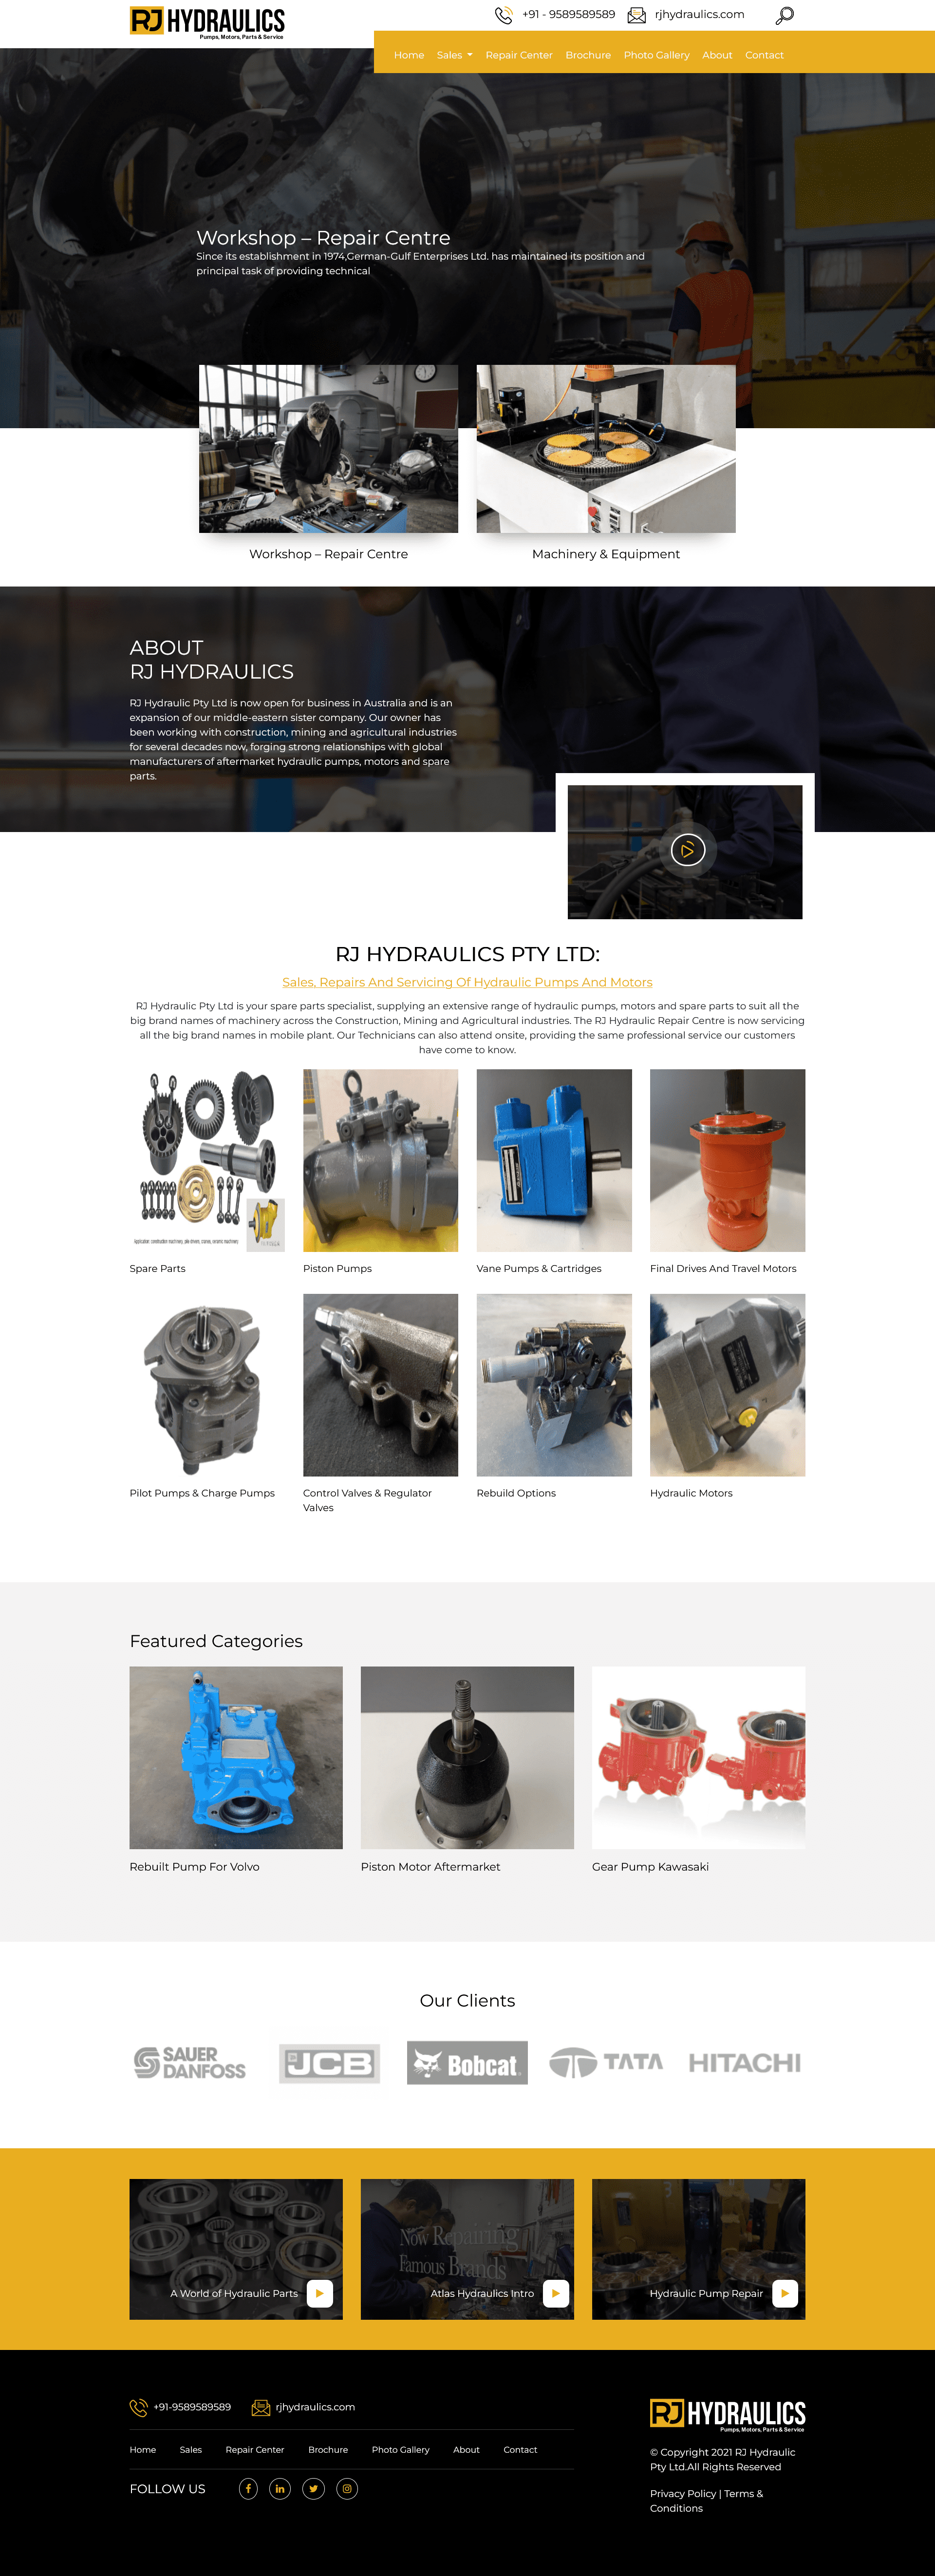 RJ HYDRAULICS
Pumps, Motors, Parts & Service
+91 - 9589589589
rjhydraulics.com
Home
Sales
Repair Center
Brochure
Photo Gallery
About
Contact
Workshop – Repair Centre
Since its establishment in 1974,German-Gulf Enterprises Ltd. has maintained its position and
principal task of providing technical
Workshop – Repair Centre
Machinery & Equipment
ABOUT
RJ HYDRAULICS
RJ Hydraulic Pty Ltd is now open for business in Australia and is an
expansion of our middle-eastern sister company. Our owner has
been working with construction, mining and agricultural industries
for several decades now, forging strong relationships with global
manufacturers of aftermarket hydraulic pumps, motors and spare
parts.
RJ HYDRAULICS PTY LTD:
Sales, Repairs And Servicing Of Hydraulic Pumps And Motors
RJ Hydraulic Pty Ltd is your spare parts specialist, supplying an extensive range of hydraulic pumps, motors and spare parts to suit all the
big brand names of machinery across the Construction, Mining and Agricultural industries. The RJ Hydraulic Repair Centre is now servicing
all the big brand names in mobile plant. Our Technicians can also attend onsite, providing the same professional service our customers
have come to know.
Application: construction machinery, pile drivers, cranes, ceramic machinery
Spare Parts
Piston Pumps
Vane Pumps & Cartridges
Final Drives And Travel Motors
Pilot Pumps & Charge Pumps
Control Valves & Regulator
Valves
Rebuild Options
Hydraulic Motors
Featured Categories
Rebuilt Pump For Volvo
Piston Motor Aftermarket
Gear Pump Kawasaki
Our Clients
SAUER
DANFOSS
JCB
Bobcat
TATA
HITACHI
Now Repairing
Famous Brands
A World of Hydraulic Parts
Atlas Hydraulics Intro
Hydraulic Pump Repair
+91-9589589589
rjhydraulics.com
Home
Sales
Repair Center
Brochure
Photo Gallery
About
Contact
FOLLOW US
RJ HYDRAULICS
Pumps, Motors, Parts & Service
© Copyright 2021 RJ Hydraulic
Pty Ltd.All Rights Reserved
Privacy Policy | Terms &
Conditions